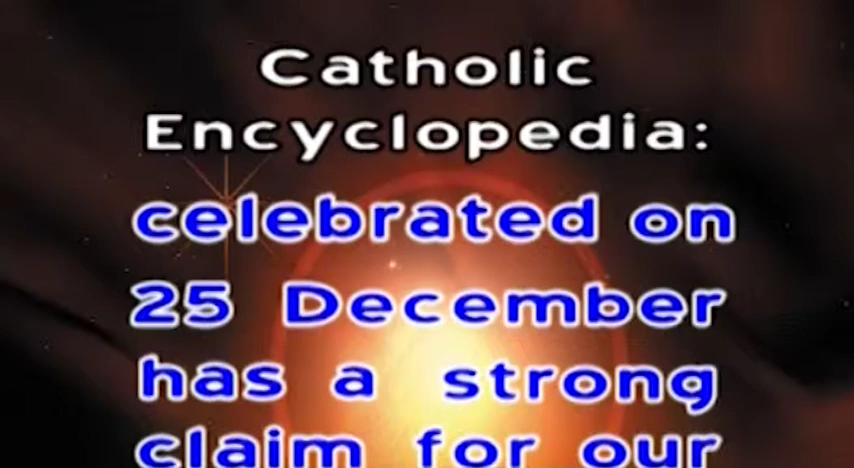 Catholic
Encyclopedia:
celebrated on
25 December
has a strong
claim for our